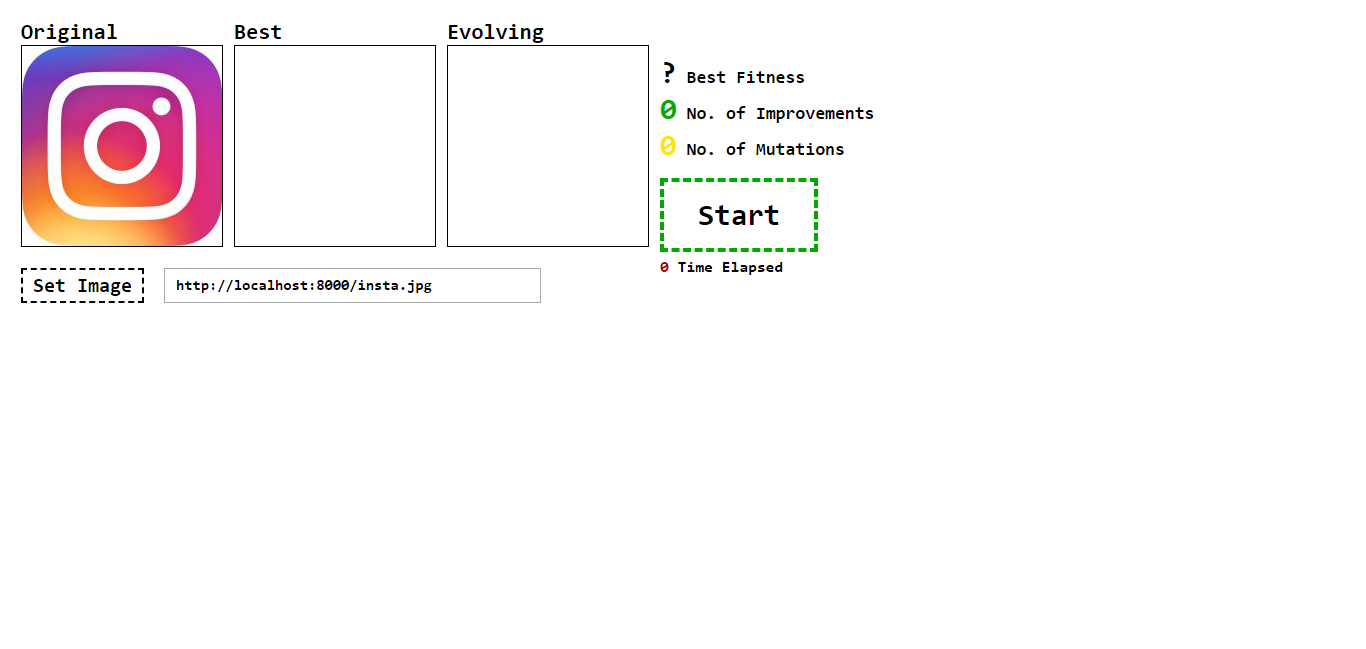 Original Best Evolving
? Best Fitness
0 No. of Improvements
0 No. of Mutations
Start
0 Time Elapsed
Set Image http://localhost:8000/insta.jpg